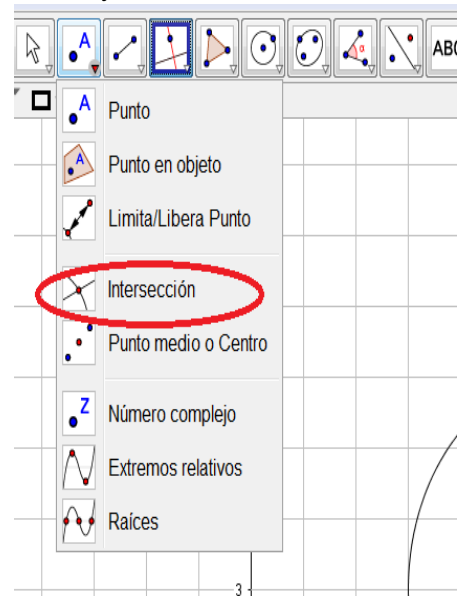 A
α
ABC
A
Punto
A
Punto en objeto
Limita/Libera Punto
Intersección
Punto medio o Centro
Z
Número complejo
Extremos relativos
Raíces
3